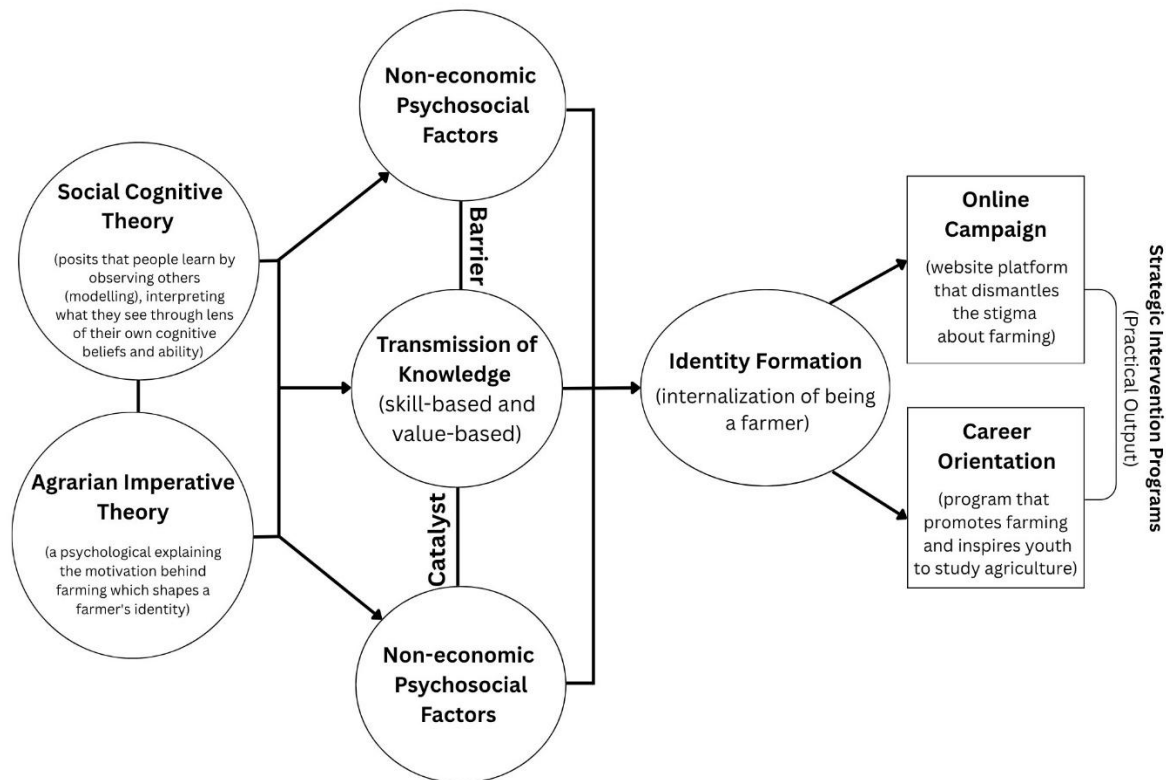 Social Cognitive
Theory
(posits that people learn by
observing others
(modelling), interpreting
what they see through lens
of their own cognitive
beliefs and ability)
Agrarian Imperative
Theory
(a psychological explaining
the motivation behind
farming which shapes a
farmer's identity)
Non-economic
Psychosocial
Factors
Barrier
Transmission of
Knowledge
(skill-based and
value-based)
Catalyst
Non-economic
Psychosocial
Factors
Identity Formation
(internalization of being
a farmer)
Online
Campaign
(website platform
that dismantles
the stigma
about farming)
Career
Orientation
(program that
promotes farming
and inspires youth
to study agriculture)
Strategic Intervention Programs
(Practical Output)